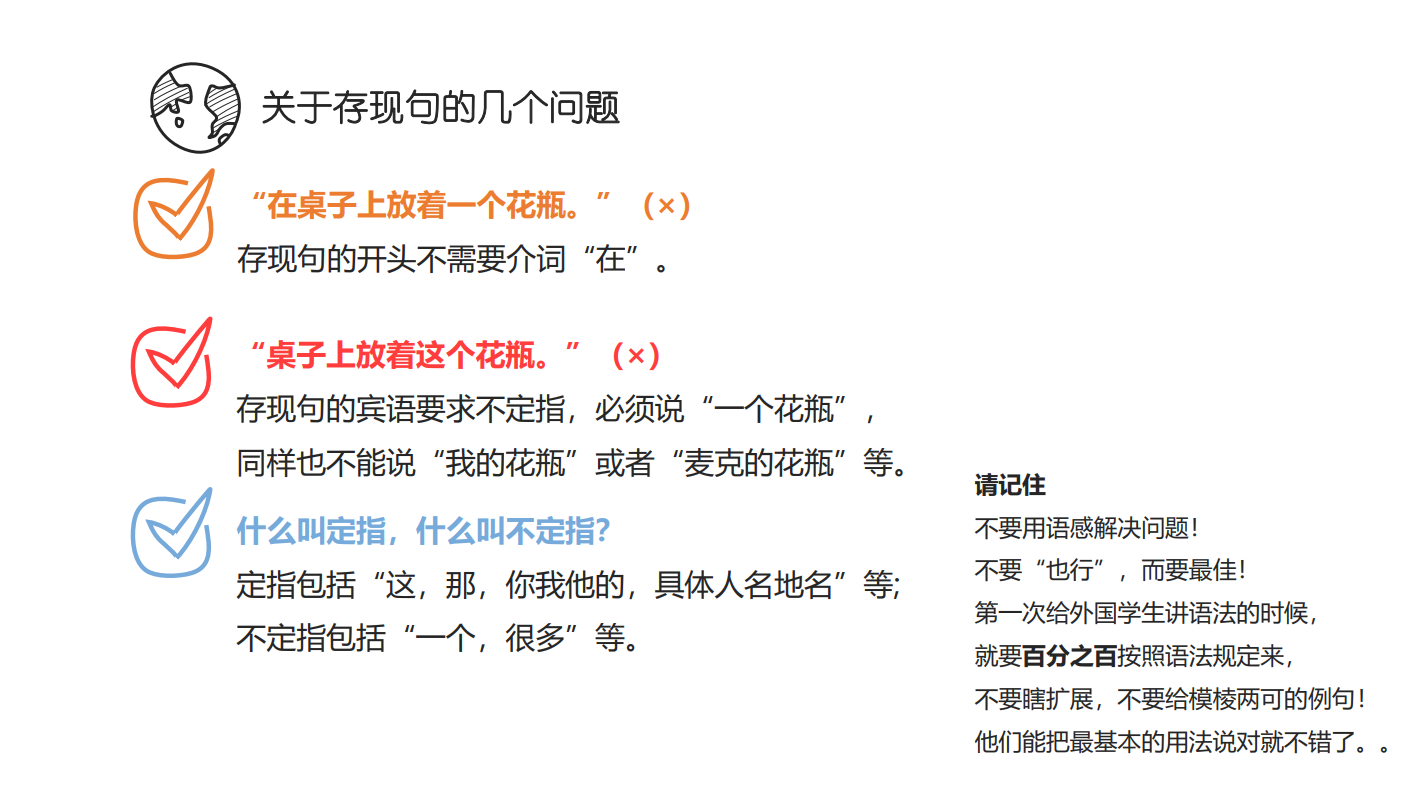 关于存现句的几个问题
“在桌子上放着一个花瓶。”（×）
存现句的开头不需要介词“在”。
“桌子上放着这个花瓶。”（×）
存现句的宾语要求不定指，必须说“一个花瓶”，
同样也不能说“我的花瓶”或者“麦克的花瓶”等。
什么叫定指，什么叫不定指？
定指包括“这，那，你我他的，具体人名地名”等;
不定指包括“一个，很多”等。
请记住
不要用语感解决问题！
不要“也行”，而要最佳！
第一次给外国学生讲语法的时候，
就要百分之百按照语法规定来，
不要瞎扩展，不要给模棱两可的例句！
他们能把最基本的用法说对就不错了。。